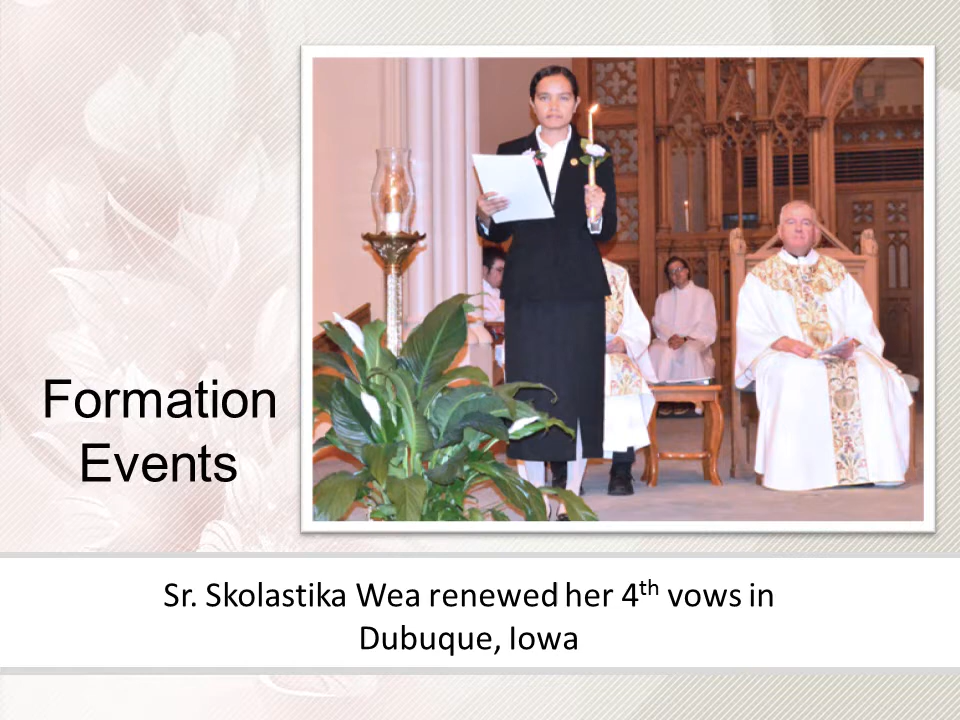 Formation
Events
Sr. Skolastika Wea renewed her 4th vows in
Dubuque, Iowa